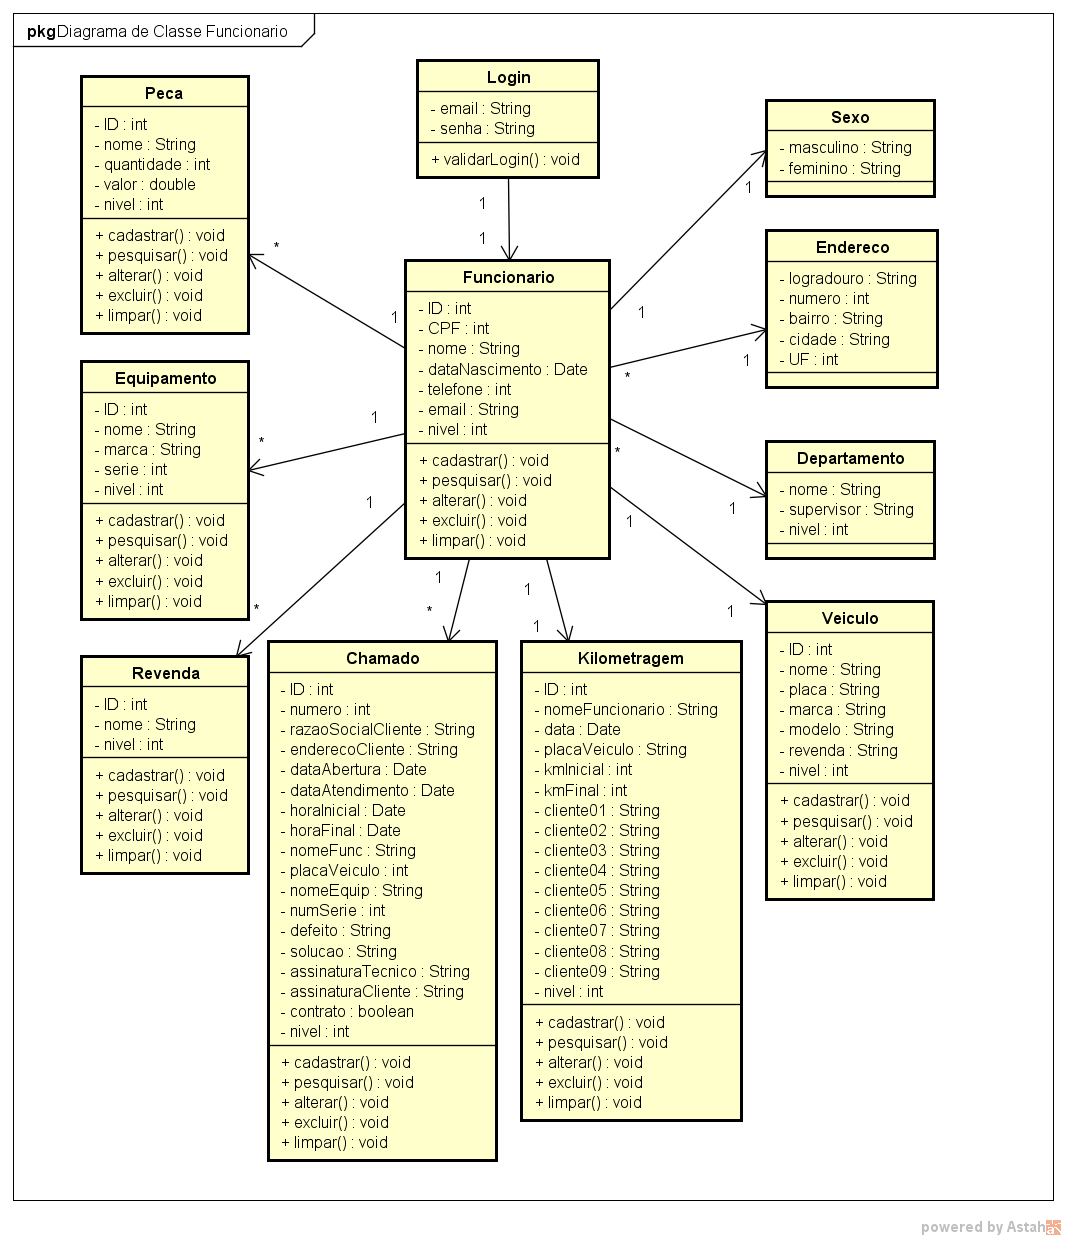 pkg Diagrama de Classe Funcionario
Peca
- ID : int
- nome : String
- quantidade : int
- valor : double
- nivel : int
+ cadastrar() : void
+ pesquisar() : void
+ alterar() : void
+ excluir() : void
+ limpar() : void
Login
- email : String
- senha : String
+ validarLogin() : void
Sexo
- masculino : String
- feminino : String
Endereco
- logradouro : String
- numero : int
- bairro : String
- cidade : String
- UF : int
Funcionario
- ID : int
- CPF : int
- nome : String
- dataNascimento : Date
- telefone : int
- email : String
- nivel : int
+ cadastrar() : void
+ pesquisar() : void
+ alterar() : void
+ excluir() : void
+ limpar() : void
Equipamento
- ID : int
- nome : String
- marca : String
- serie : int
- nivel : int
+ cadastrar() : void
+ pesquisar() : void
+ alterar() : void
+ excluir() : void
+ limpar() : void
Departamento
- nome : String
- supervisor : String
- nivel : int
Revenda
- ID : int
- nome : String
- nivel : int
+ cadastrar() : void
+ pesquisar() : void
+ alterar() : void
+ excluir() : void
+ limpar() : void
Chamado
- ID : int
- numero : int
- razaoSocialCliente : String
- enderecoCliente : String
- dataAbertura : Date
- dataAtendimento : Date
- horaInicial : Date
- horaFinal : Date
- nomeFunc : String
- placaVeiculo : int
- nomeEquip : String
- numSerie : int
- defeito : String
- solucao : String
- assinaturaTecnico : String
- assinaturaCliente : String
- contrato : boolean
- nivel : int
+ cadastrar() : void
+ pesquisar() : void
+ alterar() : void
+ excluir() : void
+ limpar() : void
Kilometragem
- ID : int
- nomeFuncionario : String
- data : Date
- placaVeiculo : String
- kmInicial : int
- kmFinal : int
- cliente01 : String
- cliente02 : String
- cliente03 : String
- cliente04 : String
- cliente05 : String
- cliente06 : String
- cliente07 : String
- cliente08 : String
- cliente09 : String
- nivel : int
+ cadastrar() : void
+ pesquisar() : void
+ alterar() : void
+ excluir() : void
+ limpar() : void
Veiculo
- ID : int
- nome : String
- placa : String
- marca : String
- modelo : String
- revenda : String
- nivel : int
+ cadastrar() : void
+ pesquisar() : void
+ alterar() : void
+ excluir() : void
+ limpar() : void
1
1
*
1
1
1
*
1
*
1
*
1
1
1
*
1
*
1
*
1
1
1
powered by Astah